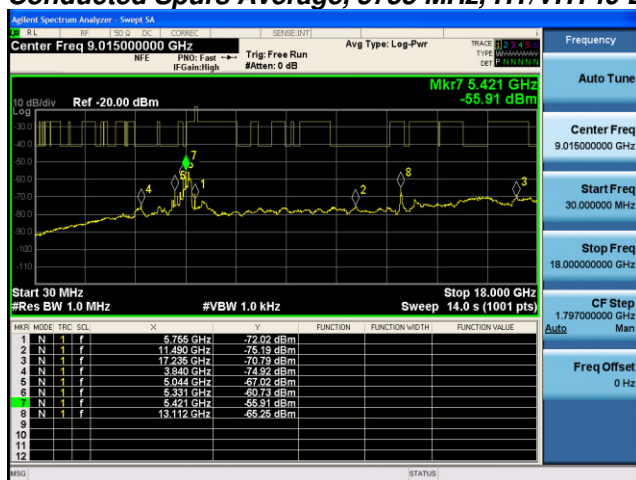 Agilent Spectrum Analyzer - Swept SA
RL RF 50 Ω DC CORREC SENSE:INT
Center Freq 9.015000000 GHz
NFE PNO: Fast IFGain:High
Trig: Free Run
#Atten: 0 dB
Avg Type: Log-Pwr
TRACE 1 2 3 4 5 6
TYPE
DET P N N N N N
Mkr7 5.421 GHz
-55.91 dBm
10 dB/div Ref -20.00 dBm
Log
-30.0
-40.0
-50.0
-60.0
-70.0
-80.0
-90.0
-100
-110
7
4
1
2
8
3
Start 30 MHz Stop 18.000 GHz
#Res BW 1.0 MHz #VBW 1.0 kHz Sweep 14.0 s (1001 pts)
MKR MODE TRC SCL X Y FUNCTION FUNCTION WIDTH FUNCTION VALUE
1 N 1 f 5.755 GHz -72.02 dBm
2 N 1 f 11.490 GHz -75.19 dBm
3 N 1 f 17.235 GHz -70.79 dBm
4 N 1 f 3.840 GHz -74.92 dBm
5 N 1 f 5.044 GHz -67.02 dBm
6 N 1 f 5.331 GHz -60.73 dBm
7 N 1 f 5.421 GHz -55.91 dBm
8 N 1 f 13.112 GHz -65.25 dBm
9
10
11
12
MSG STATUS
Frequency
Auto Tune
Center Freq
9.015000000 GHz
Start Freq
30.000000 MHz
Stop Freq
18.000000000 GHz
CF Step
1.797000000 GHz
Auto Man
Freq Offset
0 Hz